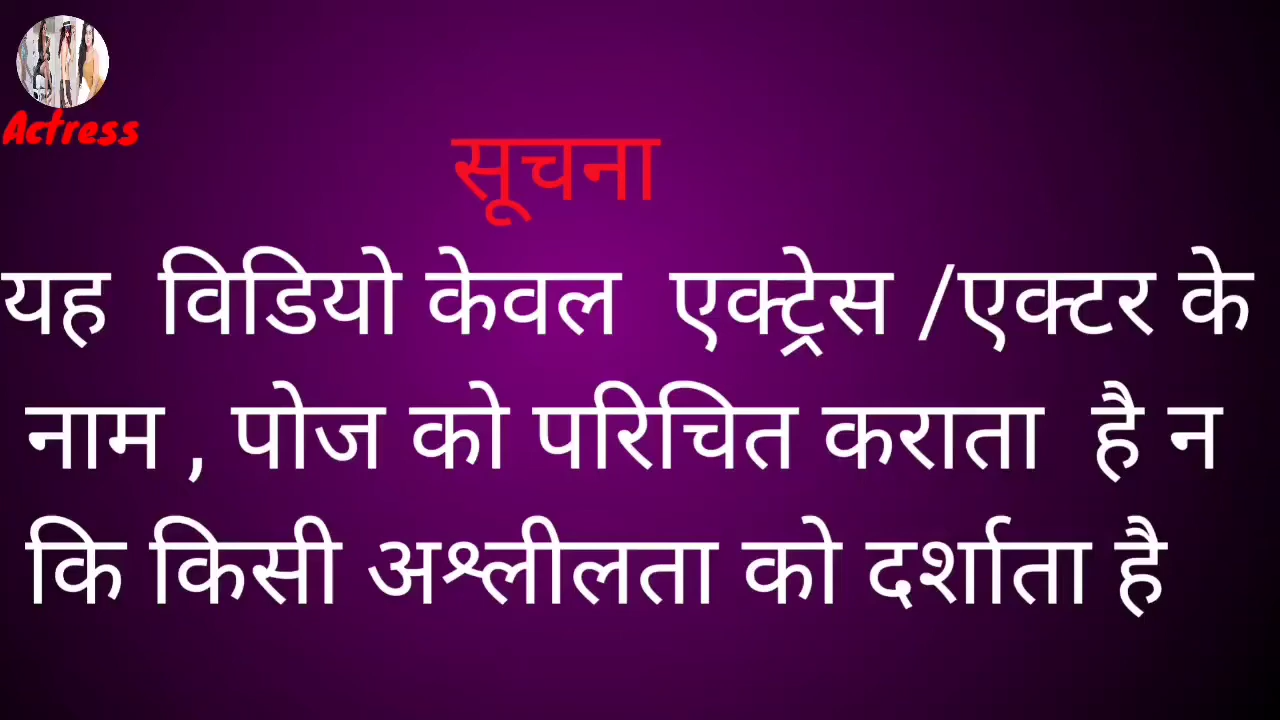 Actress
सूचना
यह विडियो केवल एक्ट्रेस /एक्टर के
नाम , पोज को परिचित कराता है न
कि किसी अश्लीलता को दर्शाता है